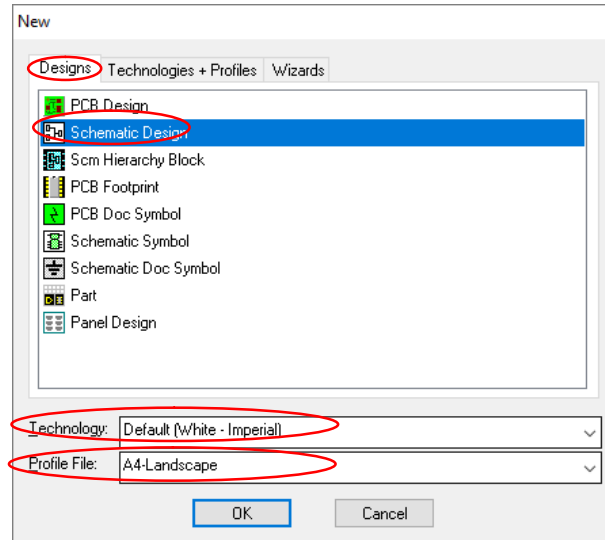 New
Designs Technologies + Profiles Wizards
PCB Design
Schematic Design
Scm Hierarchy Block
PCB Footprint
PCB Doc Symbol
Schematic Symbol
Schematic Doc Symbol
Part
Panel Design
Technology: Default (White - Imperial)
Profile File: A4-Landscape
OK Cancel